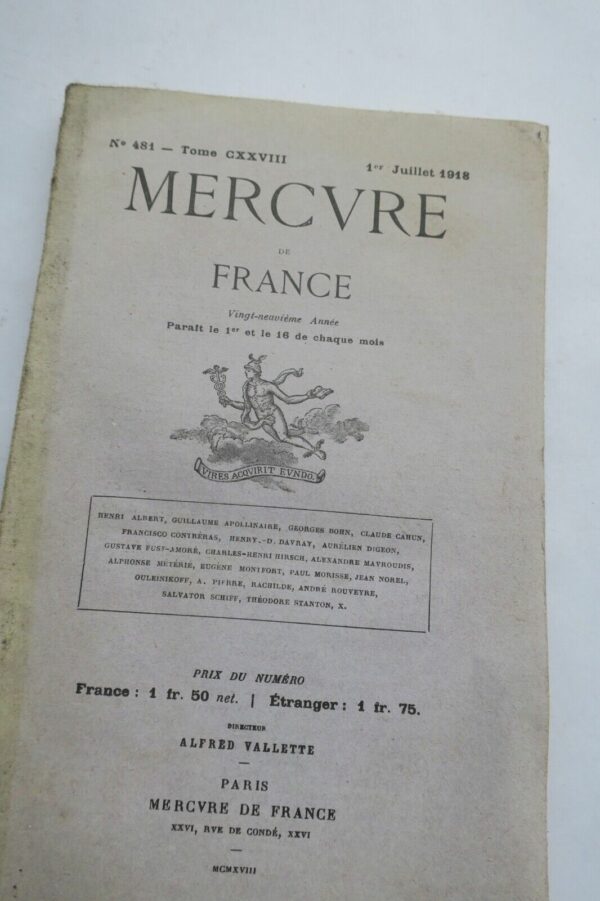 Nº 481 — Tome CXXVIII 1er Juillet 1918
MERCVRE
DE
FRANCE
Vingt-neuvième Année
Paraît le 1er et le 16 de chaque mois
VIRES ACQVIRIT EVNDO
HENRI ALBERT, GUILLAUME APOLLINAIRE, GEORGES BOHN, CLAUDE CAHUN,
FRANCISCO CONTRERAS, HENRY.-D. DAVRAY, AURÉLIEN DIGEON,
GUSTAVE FUSS-AMORÉ, CHARLES-HENRI HIRSCH, ALEXANDRE MAVROUDIS,
ALPHONSE MÉTÉRIÉ, EUGÈNE MONTFORT, PAUL MORISSE, JEAN NOREL,
OULEINIKOFF, A. PIERRE, RACHILDE, ANDRÉ ROUVEYRE,
SALVATOR SCHIFF, THÉODORE STANTON, X.
PRIX DU NUMÉRO
France : 1 fr. 50 net. | Étranger : 1 fr. 75.
DIRECTEUR
ALFRED VALLETTE
PARIS
MERCVRE DE FRANCE
XXVI, RVE DE CONDÉ, XXVI
MCMXVIII